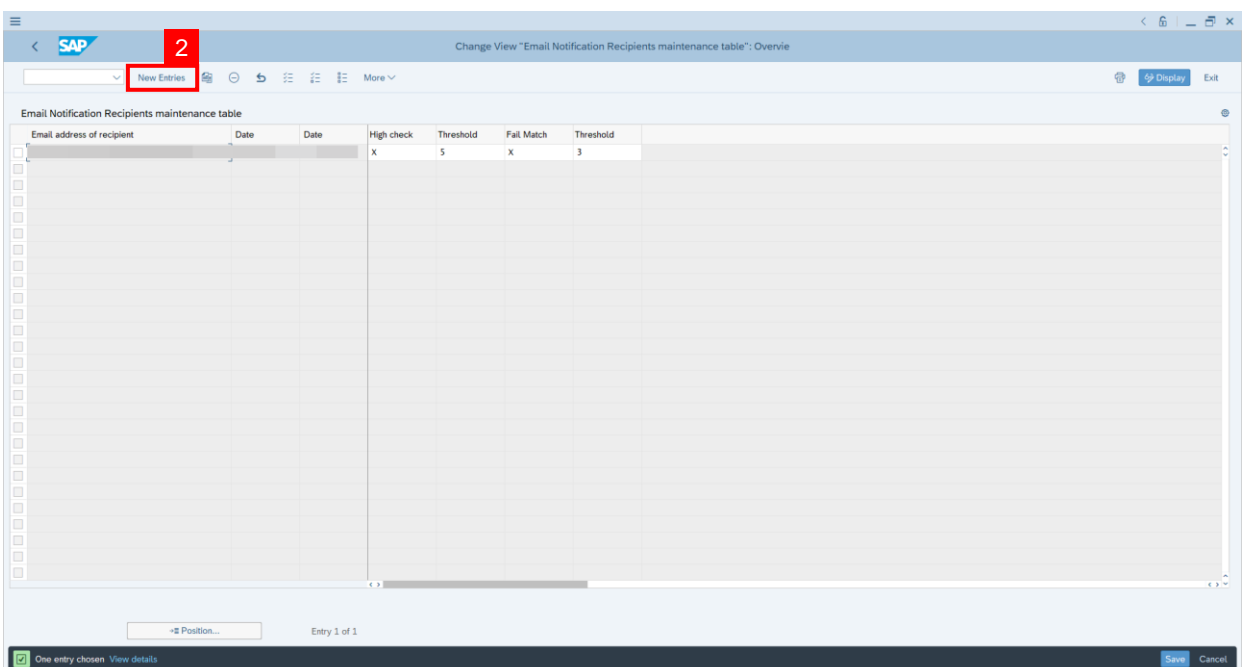 SAP
2
Change View "Email Notification Recipients maintenance table": Overvie
New Entries More Display Exit
Email Notification Recipients maintenance table
Email address of recipient Date Date High check Threshold Fail Match Threshold
X 5 X 3
Position... Entry 1 of 1
One entry chosen View details Save Cancel